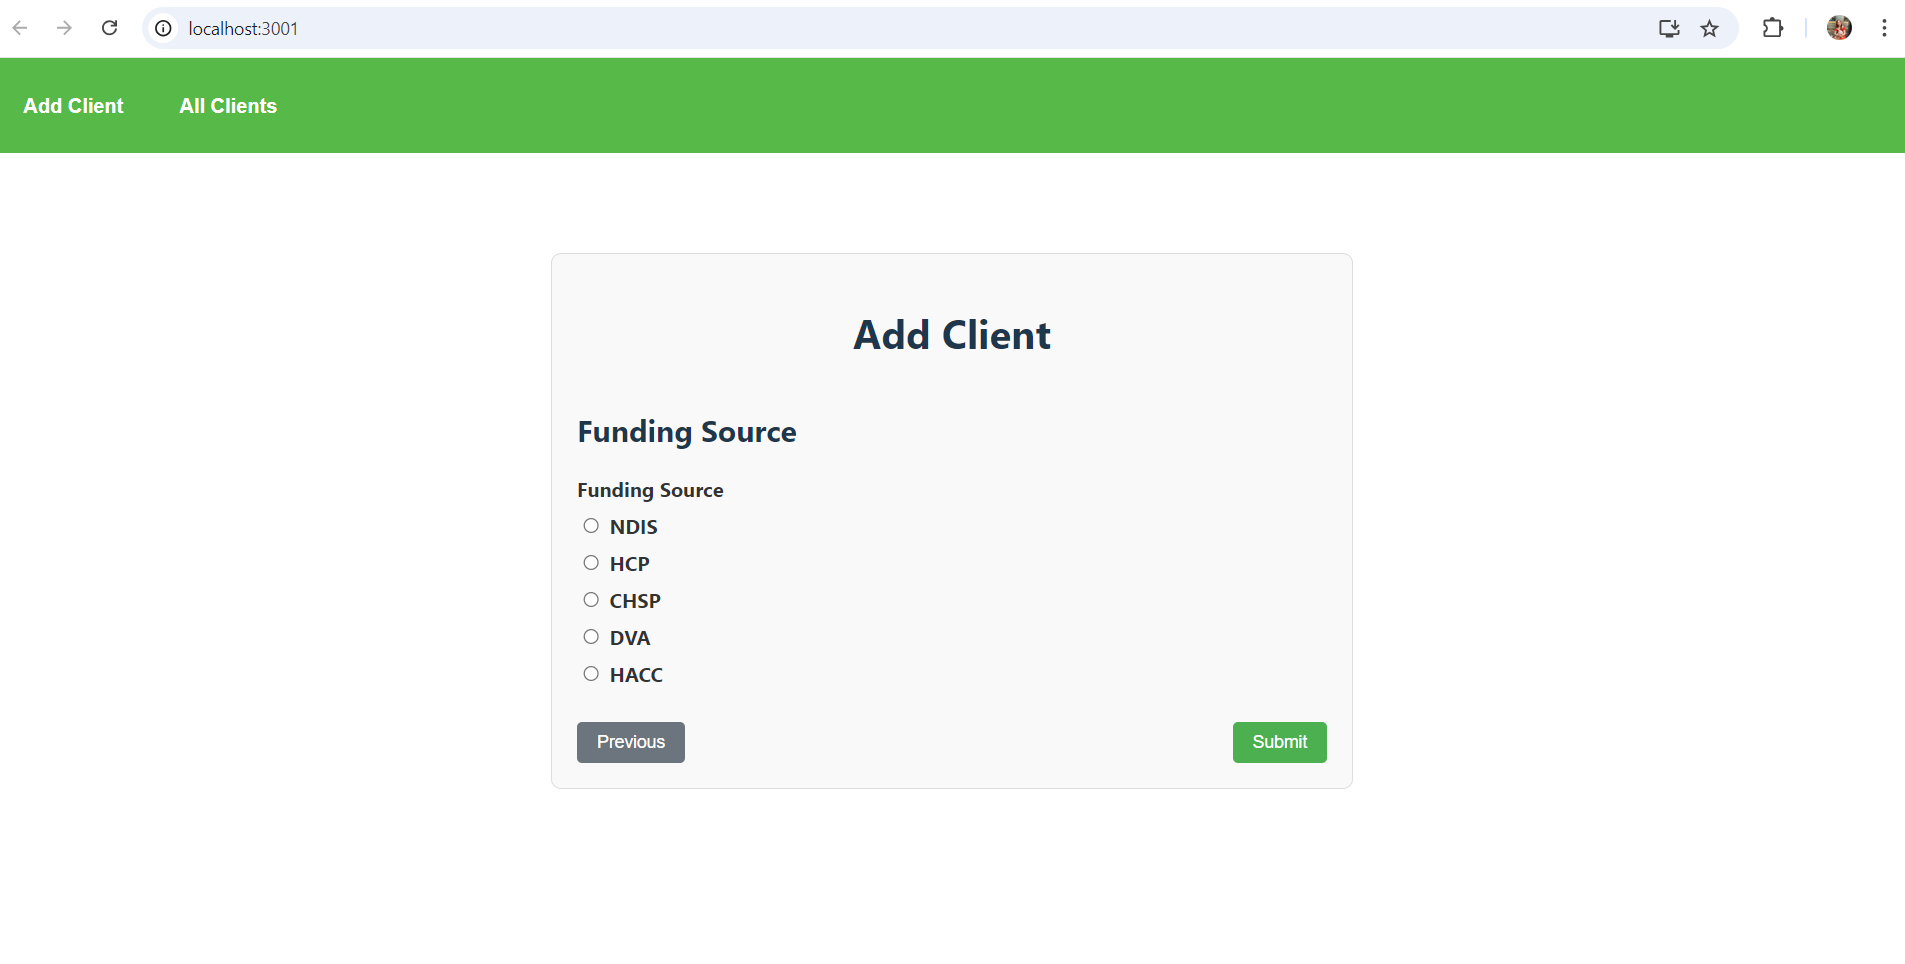 localhost:3001
Add Client All Clients
Add Client
Funding Source
Funding Source
NDIS
HCP
CHSP
DVA
HACC
Previous Submit